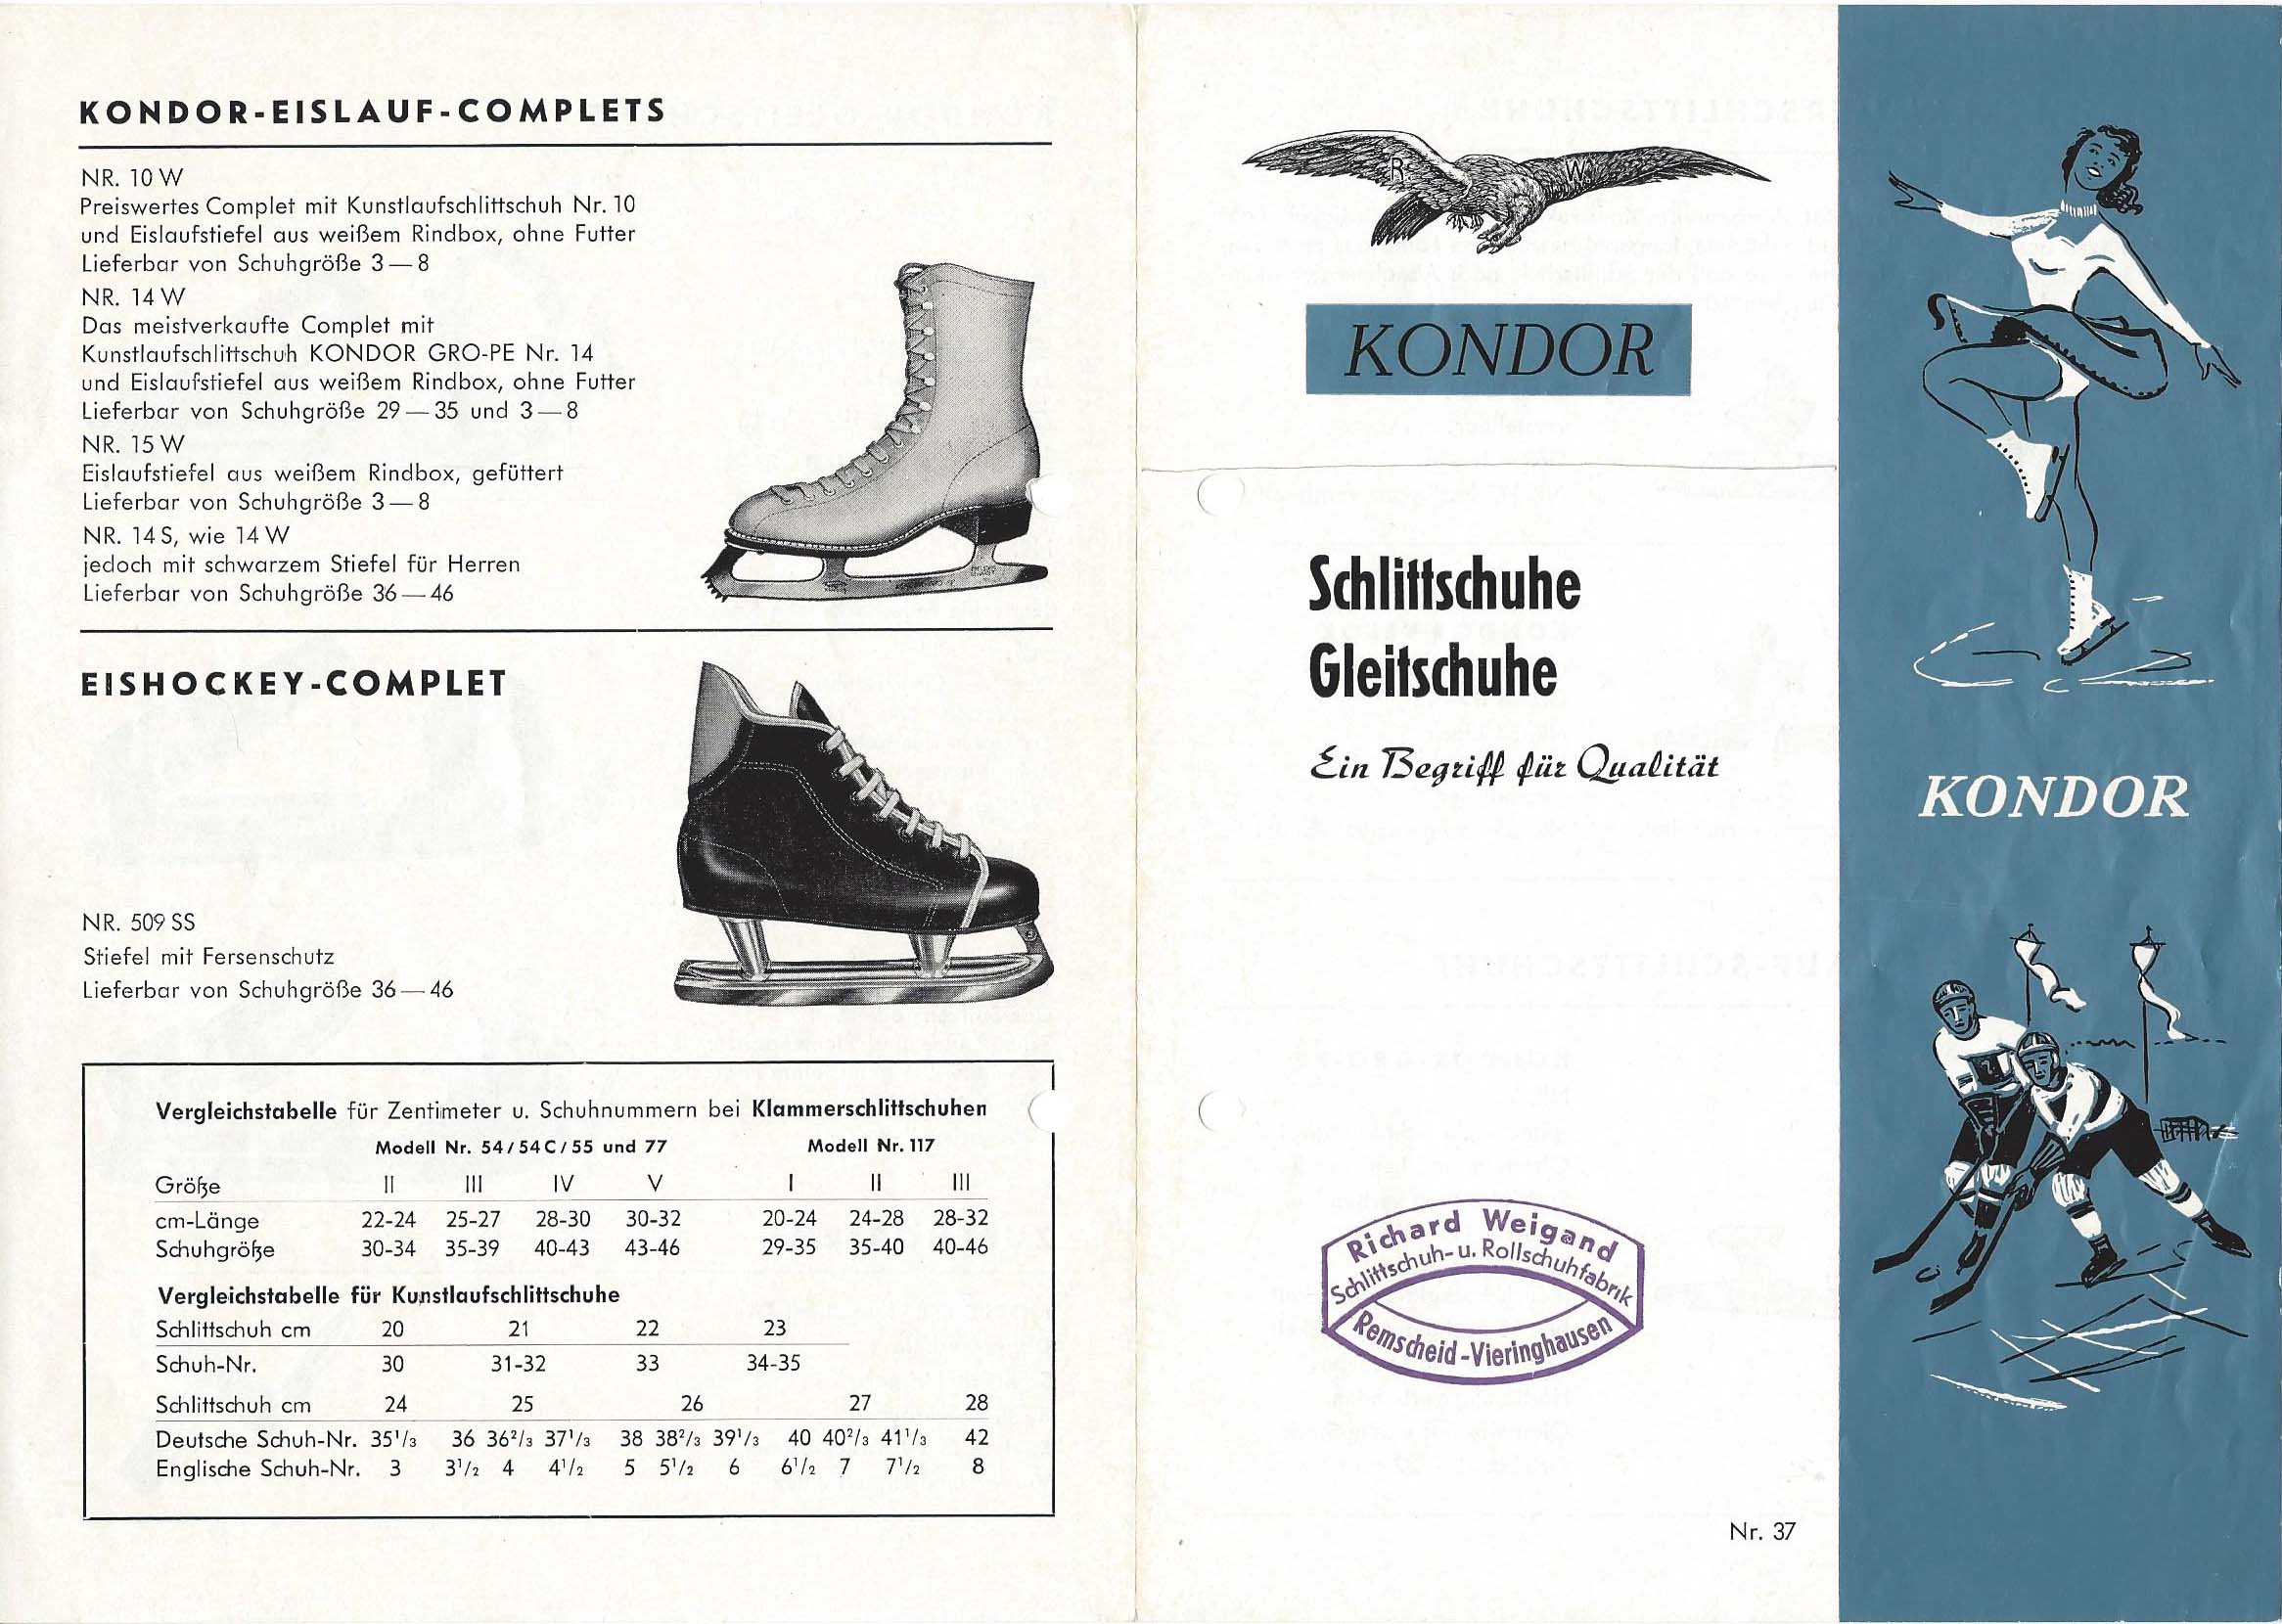 KONDOR-EISLAUF-COMPLETS
NR. 10 W
Preiswertes Complet mit Kunstlaufschlittschuh Nr. 10
und Eislaufstiefel aus weißem Rindbox, ohne Futter
Lieferbar von Schuhgröße 3 — 8
NR. 14 W
Das meistverkaufte Complet mit
Kunstlaufschlittschuh KONDOR GRO-PE Nr. 14
und Eislaufstiefel aus weißem Rindbox, ohne Futter
Lieferbar von Schuhgröße 29 — 35 und 3 — 8
NR. 15 W
Eislaufstiefel aus weißem Rindbox, gefüttert
Lieferbar von Schuhgröße 3 — 8
NR. 14 S, wie 14 W
jedoch mit schwarzem Stiefel für Herren
Lieferbar von Schuhgröße 36 — 46
EISHOCKEY-COMPLET
NR. 509 SS
Stiefel mit Fersenschutz
Lieferbar von Schuhgröße 36 — 46
Vergleichstabelle für Zentimeter u. Schuhnummern bei Klammerschlittschuhen
Modell Nr. 54 / 54 C / 55 und 77 Modell Nr. 117
Größe II III IV V I II III
cm-Länge 22-24 25-27 28-30 30-32 20-24 24-28 28-32
Schuhgröße 30-34 35-39 40-43 43-46 29-35 35-40 40-46
Vergleichstabelle für Kunstlaufschlittschuhe
Schlittschuh cm 20 21 22 23
Schuh-Nr. 30 31-32 33 34-35
Schlittschuh cm 24 25 26 27 28
Deutsche Schuh-Nr. 35¹/₃ 36 36²/₃ 37¹/₃ 38 38²/₃ 39¹/₃ 40 40²/₃ 41¹/₃ 42
Englische Schuh-Nr. 3 3¹/₂ 4 4¹/₂ 5 5¹/₂ 6 6¹/₂ 7 7¹/₂ 8
R W
KONDOR
Schlittschuhe
Gleitschuhe
Ein Begriff für Qualität
Richard Weigand
Schlittschuh- u. Rollschuhfabrik
Remscheid-Vieringhausen
Nr. 37
KONDOR